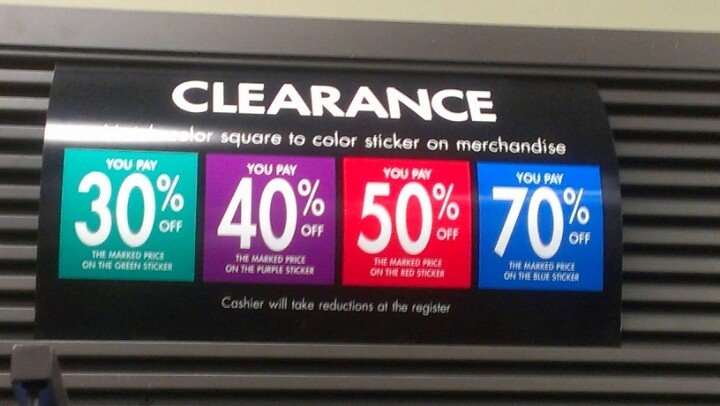 CLEARANCE
color square to color sticker on merchandise
YOU PAY
30% OFF
THE MARKED PRICE
ON THE GREEN STICKER
YOU PAY
40% OFF
THE MARKED PRICE
ON THE PURPLE STICKER
YOU PAY
50% OFF
THE MARKED PRICE
ON THE RED STICKER
YOU PAY
70% OFF
THE MARKED PRICE
ON THE BLUE STICKER
Cashier will take reductions at the register